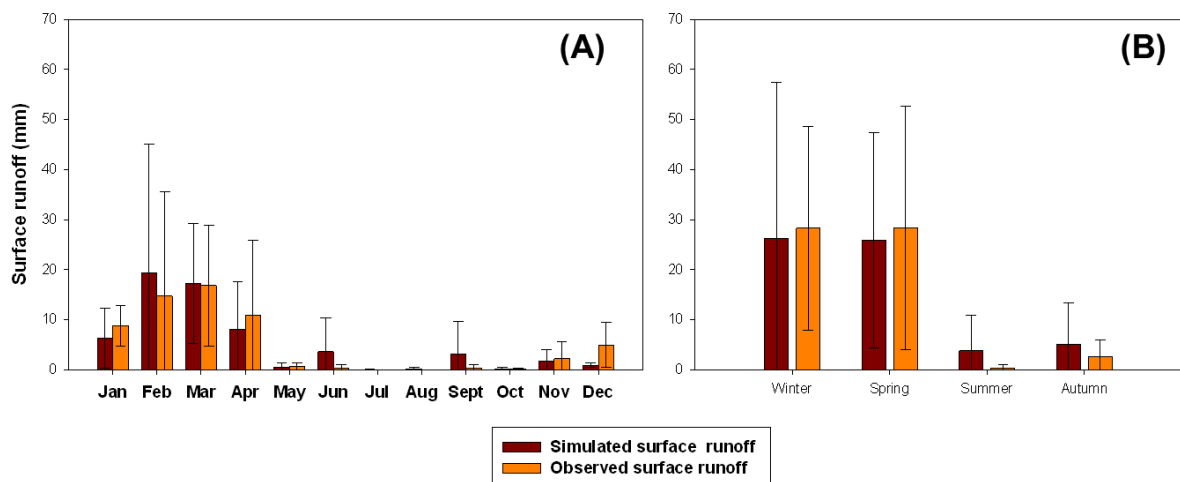 (A)
Surface runoff (mm)
70
60
50
40
30
20
10
0
Jan Feb Mar Apr May Jun Jul Aug Sept Oct Nov Dec
(B)
70
60
50
40
30
20
10
0
Winter Spring Summer Autumn
Simulated surface runoff
Observed surface runoff